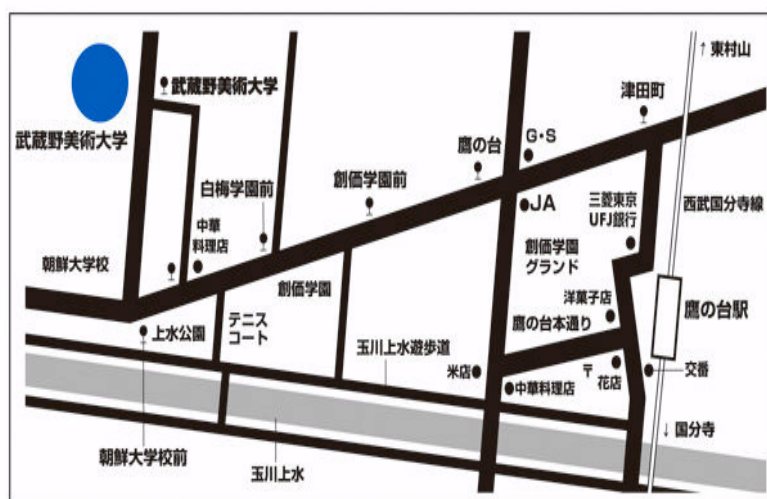 ↑東村山
武蔵野美術大学
津田町
武蔵野美術大学
G・S
鷹の台
白梅学園前
創価学園前
三菱東京
UFJ銀行
JA
西武国分寺線
中華
料理店
創価学園
グランド
朝鮮大学校
創価学園
洋菓子店
鷹の台駅
テニス
コート
鷹の台本通り
上水公園
玉川上水遊歩道
米店
〒
花店
交番
中華料理店
↓国分寺
朝鮮大学校前
玉川上水